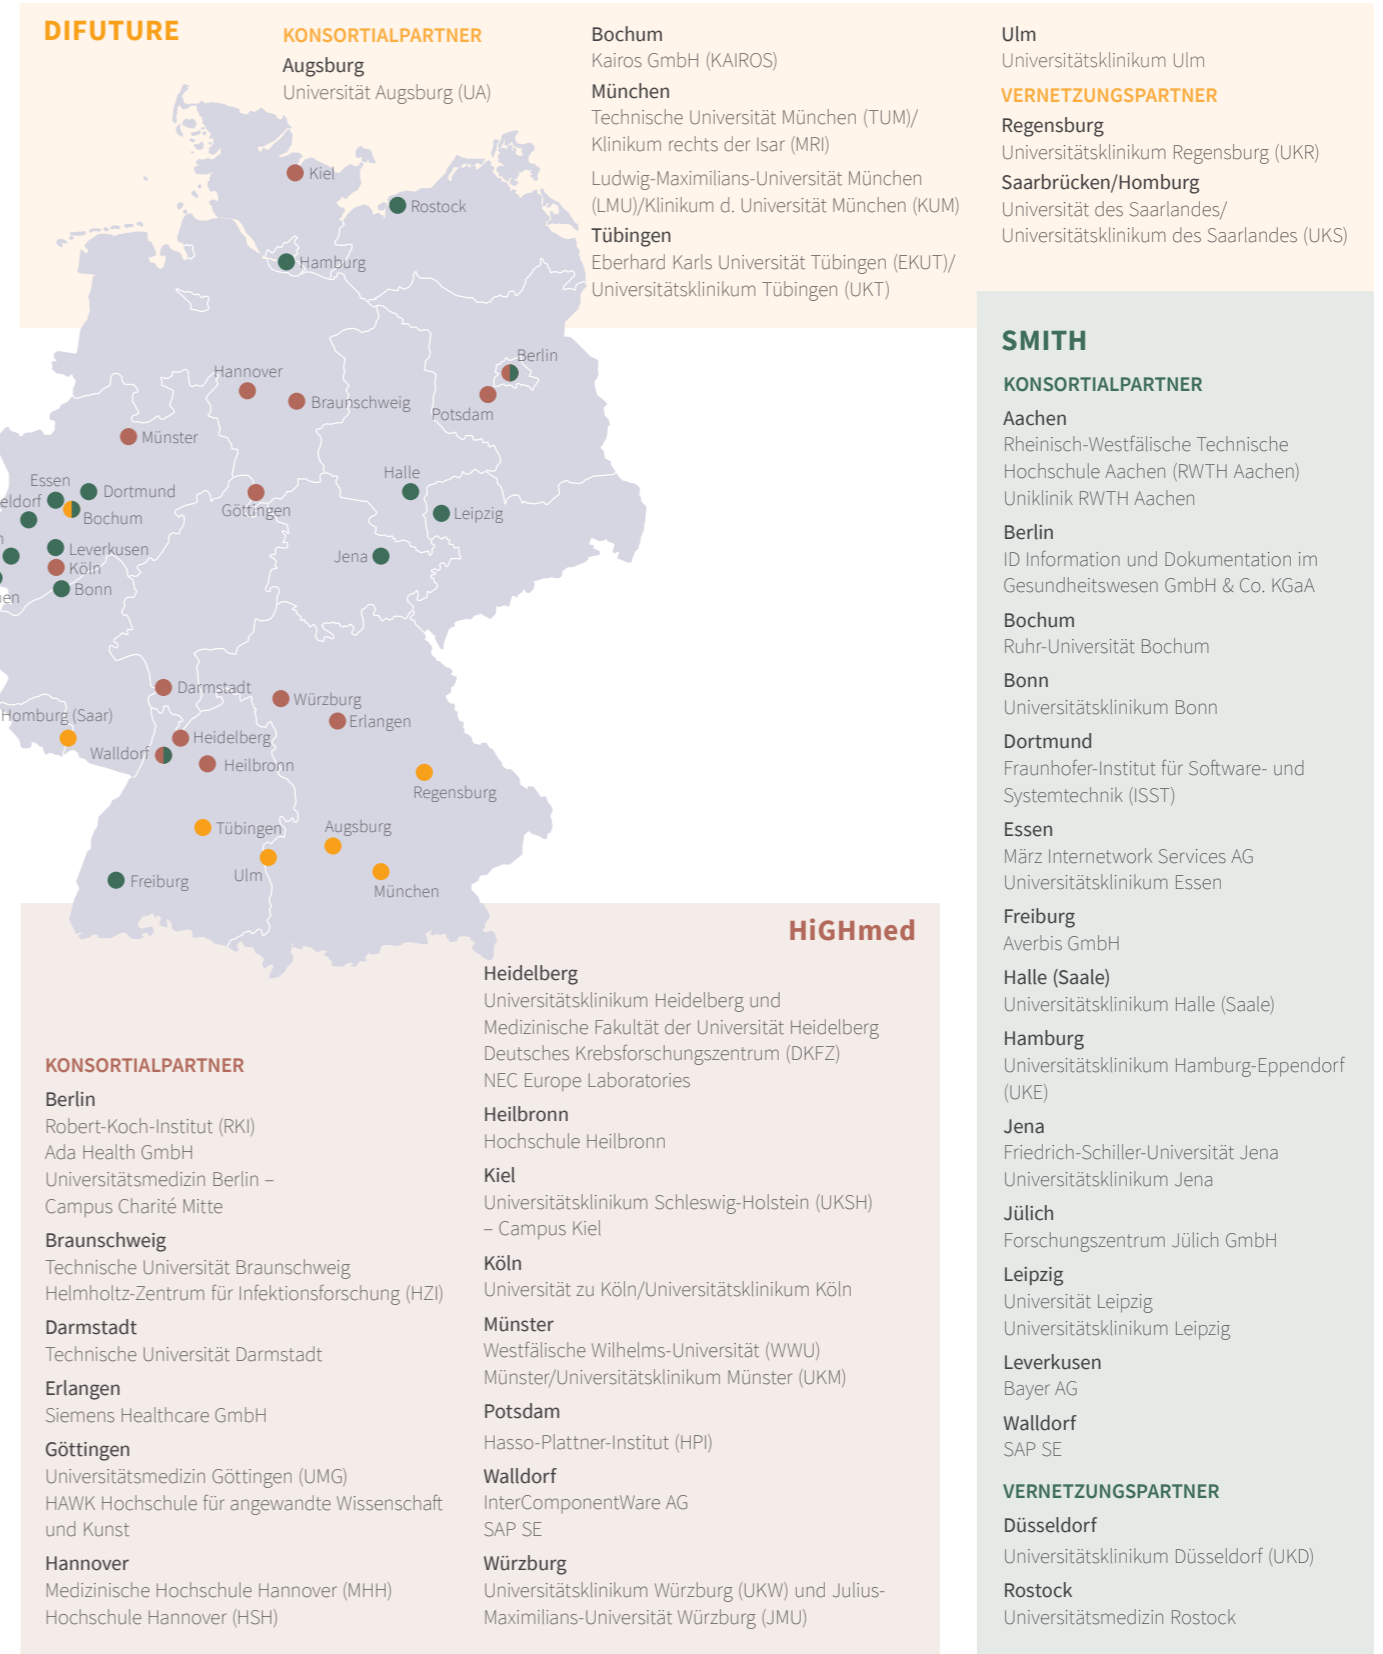 DIFUTURE
KONSORTIALPARTNER
Augsburg
Universität Augsburg (UA)
Bochum
Kairos GmbH (KAIROS)
München
Technische Universität München (TUM)/
Klinikum rechts der Isar (MRI)
Ludwig-Maximilians-Universität München
(LMU)/Klinikum d. Universität München (KUM)
Tübingen
Eberhard Karls Universität Tübingen (EKUT)/
Universitätsklinikum Tübingen (UKT)
Ulm
Universitätsklinikum Ulm
VERNETZUNGSPARTNER
Regensburg
Universitätsklinikum Regensburg (UKR)
Saarbrücken/Homburg
Universität des Saarlandes/
Universitätsklinikum des Saarlandes (UKS)
Kiel
Rostock
Hamburg
Berlin
Hannover
Braunschweig
Potsdam
Münster
Essen
Halle
Dortmund
eldorf
Göttingen
Leipzig
Bochum
n
Leverkusen
Jena
Köln
Bonn
en
Darmstadt
Würzburg
Homburg (Saar)
Erlangen
Heidelberg
Walldorf
Heilbronn
Regensburg
Tübingen
Augsburg
Ulm
Freiburg
München
HiGHmed
KONSORTIALPARTNER
Berlin
Robert-Koch-Institut (RKI)
Ada Health GmbH
Universitätsmedizin Berlin –
Campus Charité Mitte
Braunschweig
Technische Universität Braunschweig
Helmholtz-Zentrum für Infektionsforschung (HZI)
Darmstadt
Technische Universität Darmstadt
Erlangen
Siemens Healthcare GmbH
Göttingen
Universitätsmedizin Göttingen (UMG)
HAWK Hochschule für angewandte Wissenschaft
und Kunst
Hannover
Medizinische Hochschule Hannover (MHH)
Hochschule Hannover (HSH)
Heidelberg
Universitätsklinikum Heidelberg und
Medizinische Fakultät der Universität Heidelberg
Deutsches Krebsforschungszentrum (DKFZ)
NEC Europe Laboratories
Heilbronn
Hochschule Heilbronn
Kiel
Universitätsklinikum Schleswig-Holstein (UKSH)
– Campus Kiel
Köln
Universität zu Köln/Universitätsklinikum Köln
Münster
Westfälische Wilhelms-Universität (WWU)
Münster/Universitätsklinikum Münster (UKM)
Potsdam
Hasso-Plattner-Institut (HPI)
Walldorf
InterComponentWare AG
SAP SE
Würzburg
Universitätsklinikum Würzburg (UKW) und Julius-
Maximilians-Universität Würzburg (JMU)
SMITH
KONSORTIALPARTNER
Aachen
Rheinisch-Westfälische Technische
Hochschule Aachen (RWTH Aachen)
Uniklinik RWTH Aachen
Berlin
ID Information und Dokumentation im
Gesundheitswesen GmbH & Co. KGaA
Bochum
Ruhr-Universität Bochum
Bonn
Universitätsklinikum Bonn
Dortmund
Fraunhofer-Institut für Software- und
Systemtechnik (ISST)
Essen
März Internetwork Services AG
Universitätsklinikum Essen
Freiburg
Averbis GmbH
Halle (Saale)
Universitätsklinikum Halle (Saale)
Hamburg
Universitätsklinikum Hamburg-Eppendorf
(UKE)
Jena
Friedrich-Schiller-Universität Jena
Universitätsklinikum Jena
Jülich
Forschungszentrum Jülich GmbH
Leipzig
Universität Leipzig
Universitätsklinikum Leipzig
Leverkusen
Bayer AG
Walldorf
SAP SE
VERNETZUNGSPARTNER
Düsseldorf
Universitätsklinikum Düsseldorf (UKD)
Rostock
Universitätsmedizin Rostock